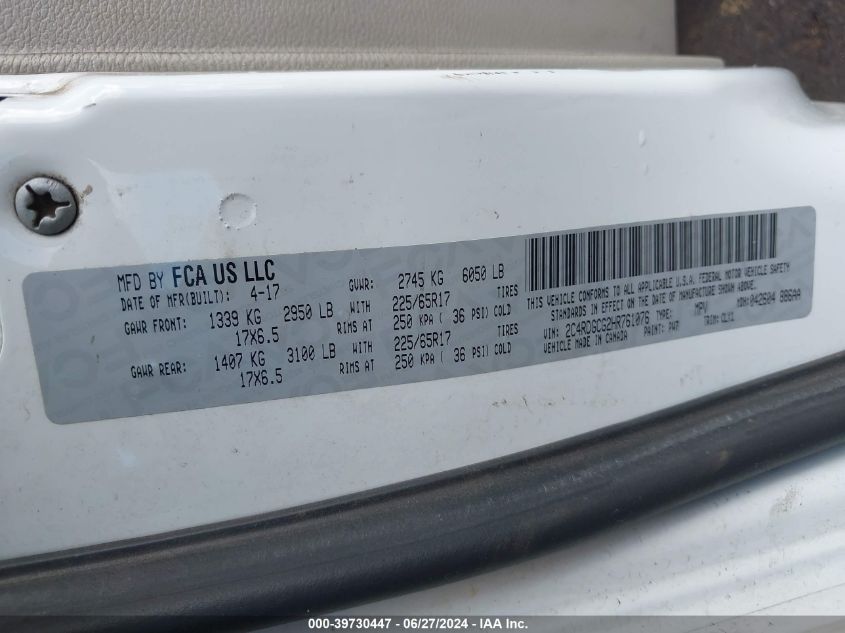 MFD BY FCA US LLC
DATE OF MFR(BUILT): 4-17
GVWR: 2745 KG 6050 LB
GAWR FRONT: 1339 KG 2950 LB WITH 225/65R17 TIRES
17X6.5 RIMS AT 250 KPA ( 36 PSI) COLD
GAWR REAR: 1407 KG 3100 LB WITH 225/65R17 TIRES
17X6.5 RIMS AT 250 KPA ( 36 PSI) COLD
THIS VEHICLE CONFORMS TO ALL APPLICABLE U.S.A. FEDERAL MOTOR VEHICLE SAFETY
STANDARDS IN EFFECT ON THE DATE OF MANUFACTURE SHOWN ABOVE.
MDH: 042604 886AA
VIN: 2C4RDGCG2HR761076 TYPE: MPV
VEHICLE MADE IN CANADA PAINT: PW7 TRIM: CLX1
000-39730447 - 06/27/2024 - IAA Inc.